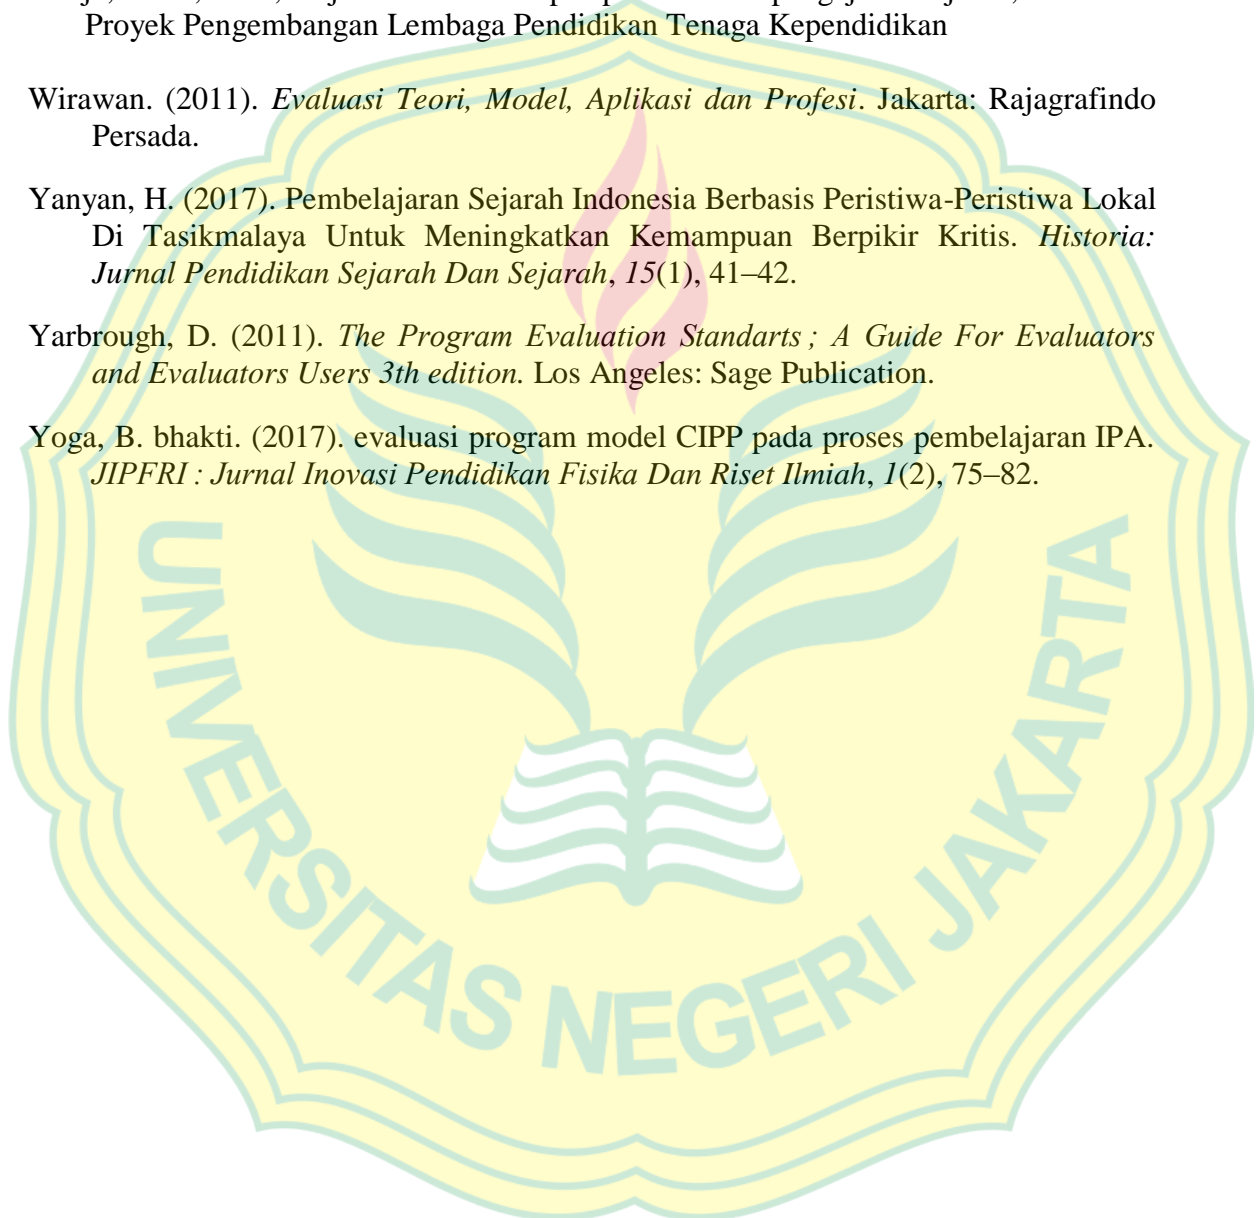 Proyek Pengembangan Lembaga Pendidikan Tenaga Kependidikan
Wirawan. (2011). Evaluasi Teori, Model, Aplikasi dan Profesi. Jakarta: Rajagrafindo
Persada.
Yanyan, H. (2017). Pembelajaran Sejarah Indonesia Berbasis Peristiwa-Peristiwa Lokal
Di Tasikmalaya Untuk Meningkatkan Kemampuan Berpikir Kritis. Historia:
Jurnal Pendidikan Sejarah Dan Sejarah, 15(1), 41–42.
Yarbrough, D. (2011). The Program Evaluation Standarts ; A Guide For Evaluators
and Evaluators Users 3th edition. Los Angeles: Sage Publication.
Yoga, B. bhakti. (2017). evaluasi program model CIPP pada proses pembelajaran IPA.
JIPFRI : Jurnal Inovasi Pendidikan Fisika Dan Riset Ilmiah, 1(2), 75–82.
UNIVERSITAS NEGERI JAKARTA